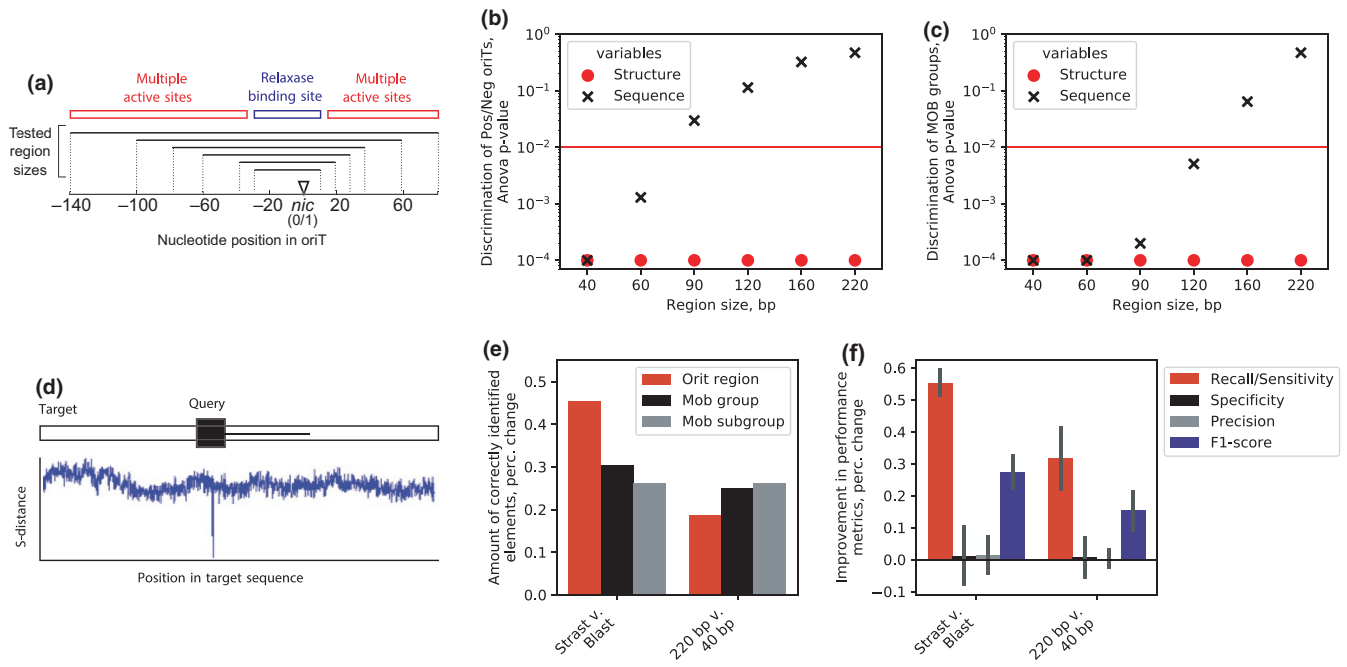 (a)
Multiple
active sites
Relaxase
binding site
Multiple
active sites
Tested
region
sizes
−140
−100
−60
−20
nic
(0/1)
20
60
Nucleotide position in oriT
(b)
Discrimination of Pos/Neg oriTs,
Anova p-value
10^0
10^−1
10^−2
10^−3
10^−4
variables
Structure
Sequence
40
60
90
120
160
220
Region size, bp
(c)
Discrimination of MOB groups,
Anova p-value
10^0
10^−1
10^−2
10^−3
10^−4
variables
Structure
Sequence
40
60
90
120
160
220
Region size, bp
(d)
Target
Query
S-distance
Position in target sequence
(e)
Amount of correctly identified
elements, perc. change
0.5
0.4
0.3
0.2
0.1
0.0
Orit region
Mob group
Mob subgroup
Strast v.
Blast
220 bp v.
40 bp
(f)
Improvement in performance
metrics, perc. change
0.6
0.5
0.4
0.3
0.2
0.1
0.0
−0.1
Recall/Sensitivity
Specificity
Precision
F1-score
Strast v.
Blast
220 bp v.
40 bp